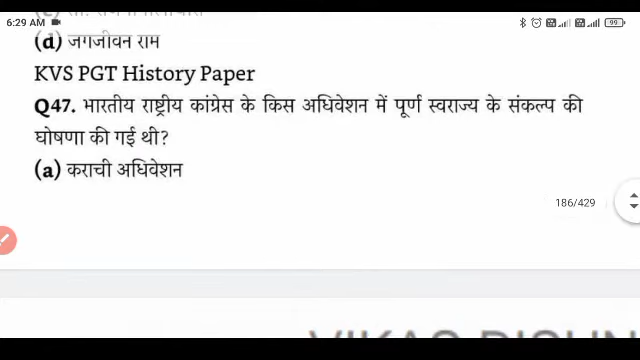 6:29 AM
99
(d) जगजीवन राम
KVS PGT History Paper
Q47. भारतीय राष्ट्रीय कांग्रेस के किस अधिवेशन में पूर्ण स्वराज्य के संकल्प की
घोषणा की गई थी?
(a) कराची अधिवेशन
186/429